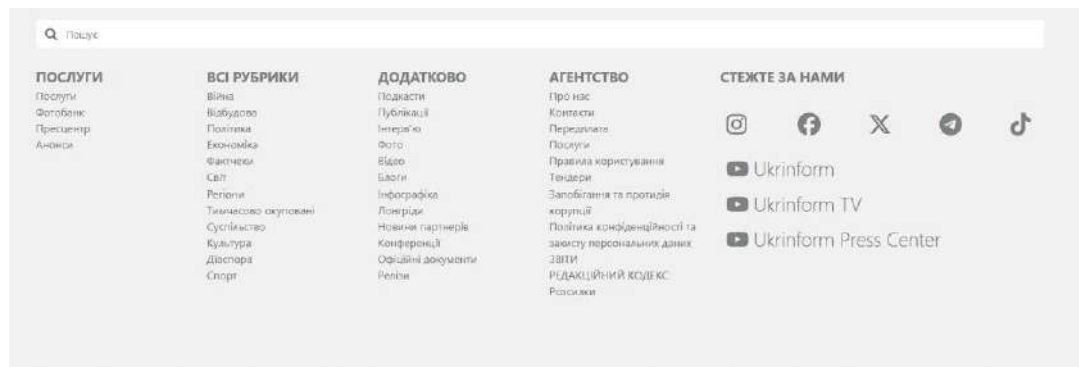 Пошук
ПОСЛУГИ
Послуги
Фотобанк
Пресцентр
Анонси
ВСІ РУБРИКИ
Війна
Відбудова
Політика
Економіка
Фактчеки
Світ
Регіони
Тимчасово окуповані
Суспільство
Культура
Діаспора
Спорт
ДОДАТКОВО
Подкасти
Публікації
Інтерв'ю
Фото
Відео
Блоги
Інфографіка
Лонгріди
Новини партнерів
Конференції
Офіційні документи
Релізи
АГЕНТСТВО
Про нас
Контакти
Передплата
Послуги
Правила користування
Тендери
Запобігання та протидія
корупції
Політика конфіденційності та
захисту персональних даних
ЗВІТИ
РЕДАКЦІЙНИЙ КОДЕКС
Розсилки
СТЕЖТЕ ЗА НАМИ
Ukrinform
Ukrinform TV
Ukrinform Press Center